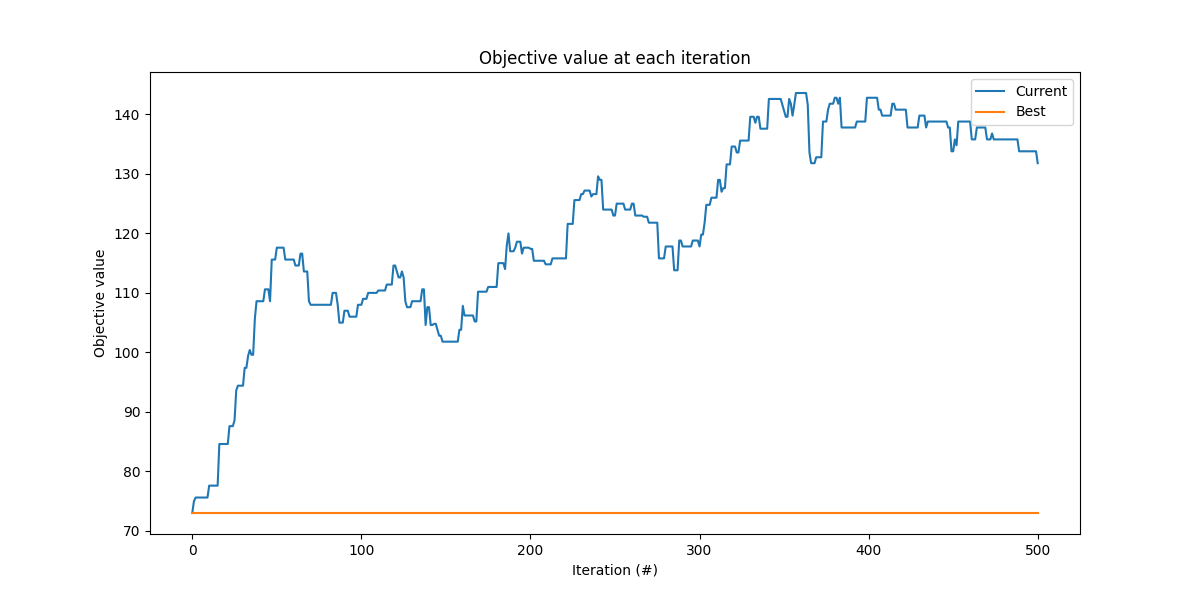 Objective value at each iteration
Current
Best
Objective value
140
130
120
110
100
90
80
70
0 100 200 300 400 500
Iteration (#)